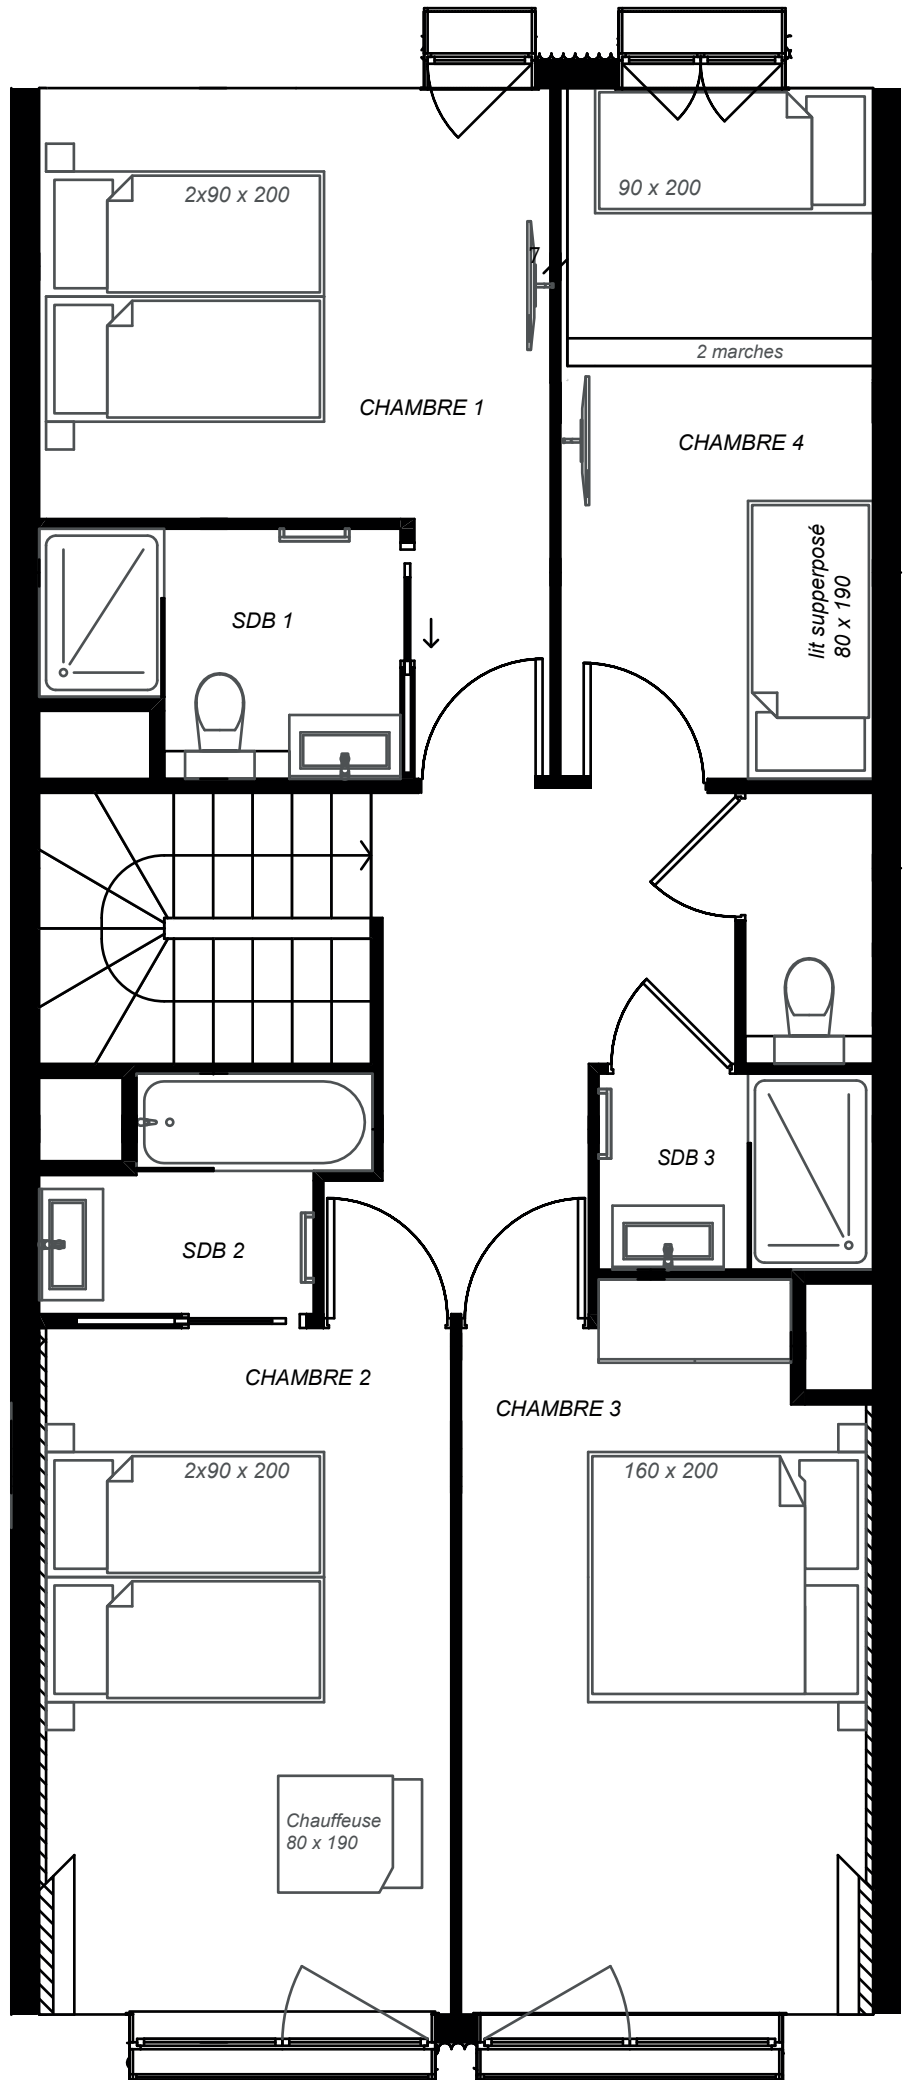 2x90 x 200
90 x 200
7
2 marches
CHAMBRE 1
CHAMBRE 4
lit supperposé
80 x 190
SDB 1
SDB 3
SDB 2
CHAMBRE 2
CHAMBRE 3
2x90 x 200
160 x 200
Chauffeuse
80 x 190